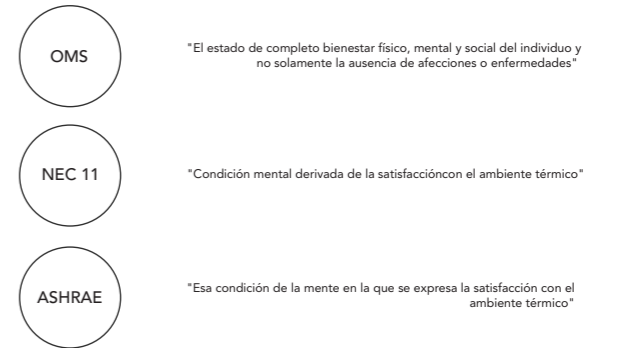 OMS
"El estado de completo bienestar físico, mental y social del individuo y
no solamente la ausencia de afecciones o enfermedades"
NEC 11
"Condición mental derivada de la satisfaccióncon el ambiente térmico"
ASHRAE
"Esa condición de la mente en la que se expresa la satisfacción con el
ambiente térmico"